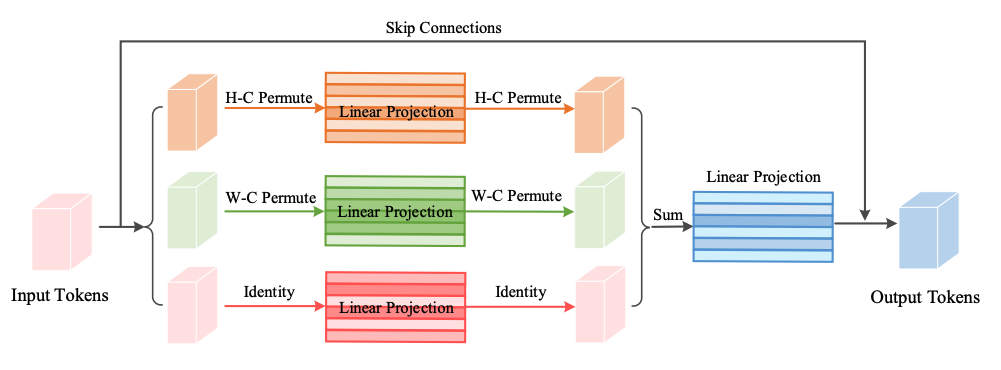 Skip Connections
H-C Permute
Linear Projection
H-C Permute
W-C Permute
Linear Projection
W-C Permute
Linear Projection
Sum
Input Tokens
Identity
Linear Projection
Identity
Output Tokens